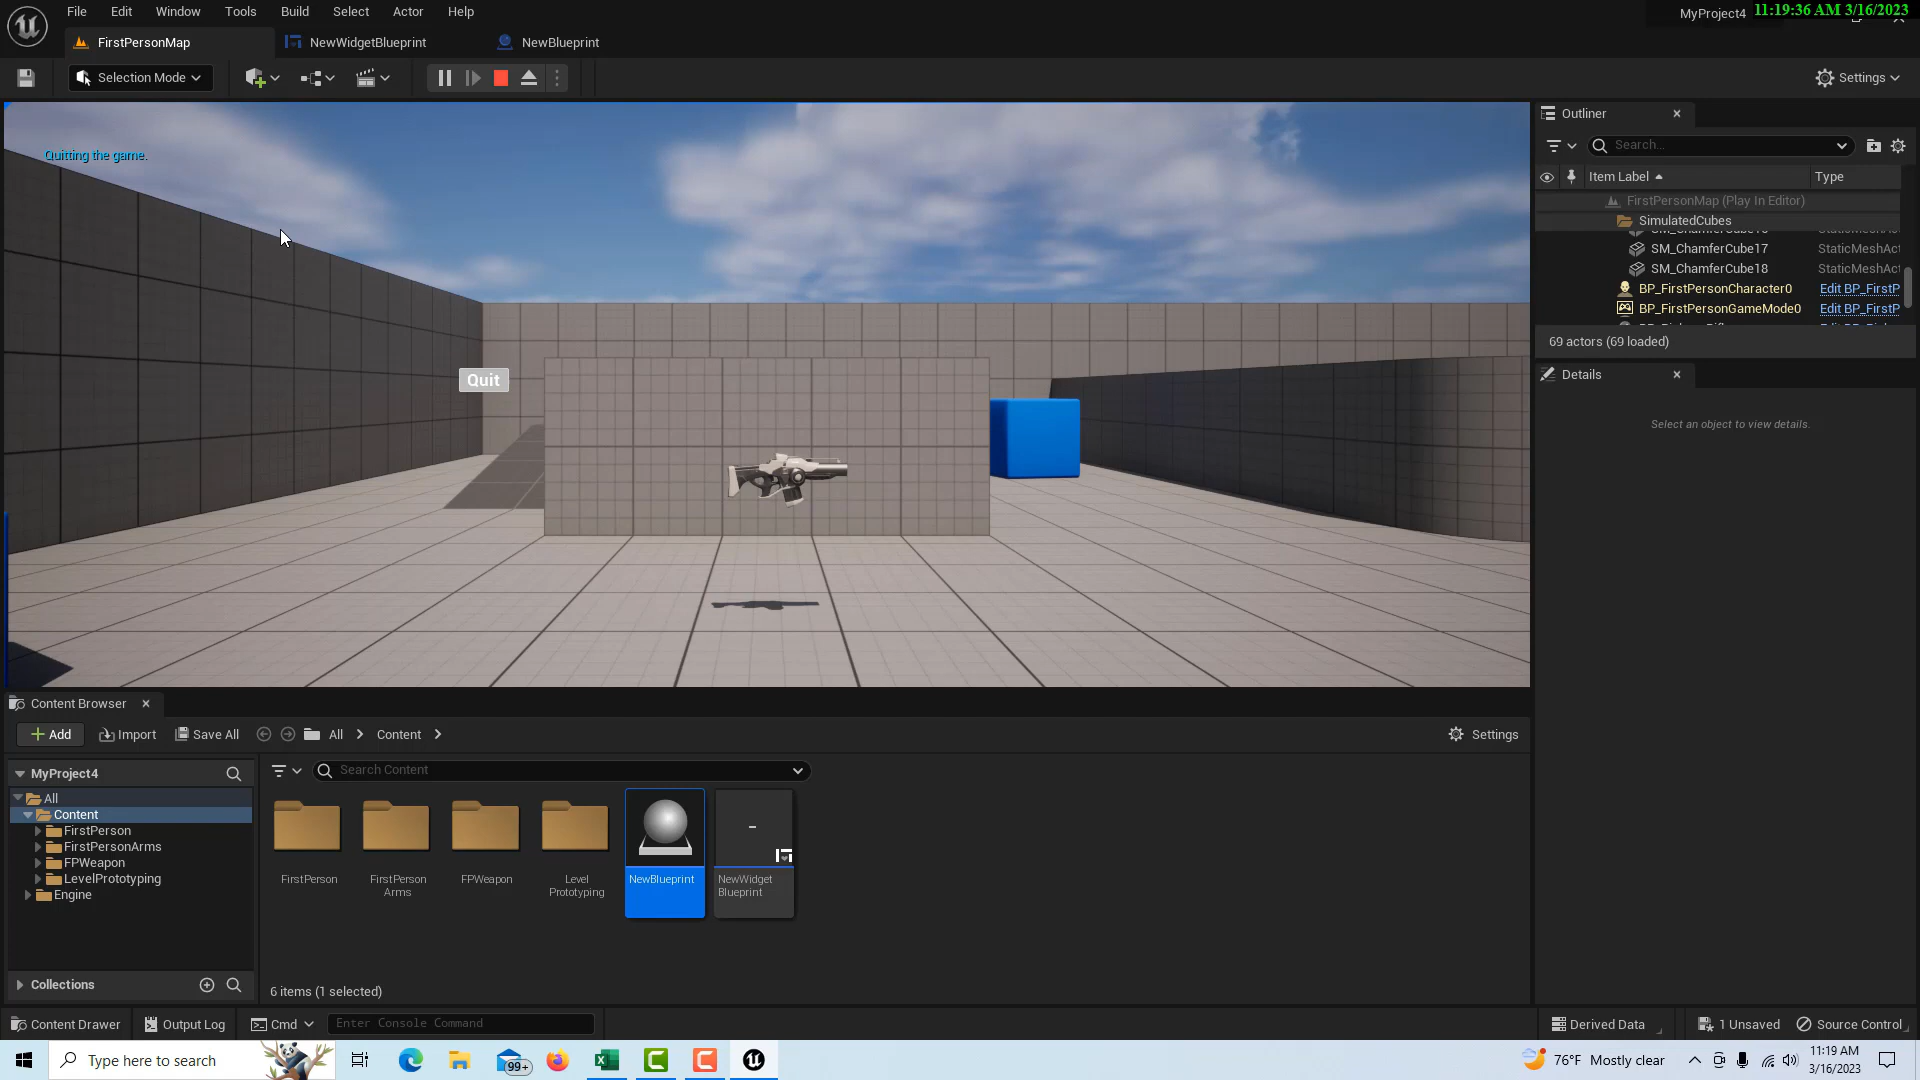 File Edit Window Tools Build Select Actor Help
MyProject4 11:19:36 AM 3/16/2023
FirstPersonMap NewWidgetBlueprint NewBlueprint
Selection Mode Settings
Quitting the game.
Quit
Outliner
Search...
Item Label Type
FirstPersonMap (Play In Editor)
SimulatedCubes
SM_ChamferCube17 StaticMeshAct
SM_ChamferCube18 StaticMeshAct
BP_FirstPersonCharacter0 Edit BP_FirstP
BP_FirstPersonGameMode0 Edit BP_FirstP
69 actors (69 loaded)
Details
Select an object to view details.
Content Browser
Add Import Save All All Content Settings
MyProject4
Search Content
All
Content
FirstPerson
FirstPersonArms
FPWeapon
LevelPrototyping
Engine
FirstPerson
FirstPerson
Arms
FPWeapon
Level
Prototyping
NewBlueprint
NewWidget
Blueprint
Collections
6 items (1 selected)
Content Drawer Output Log Cmd Enter Console Command Derived Data 1 Unsaved Source Control
Type here to search 99+ 76°F Mostly clear 11:19 AM
3/16/2023